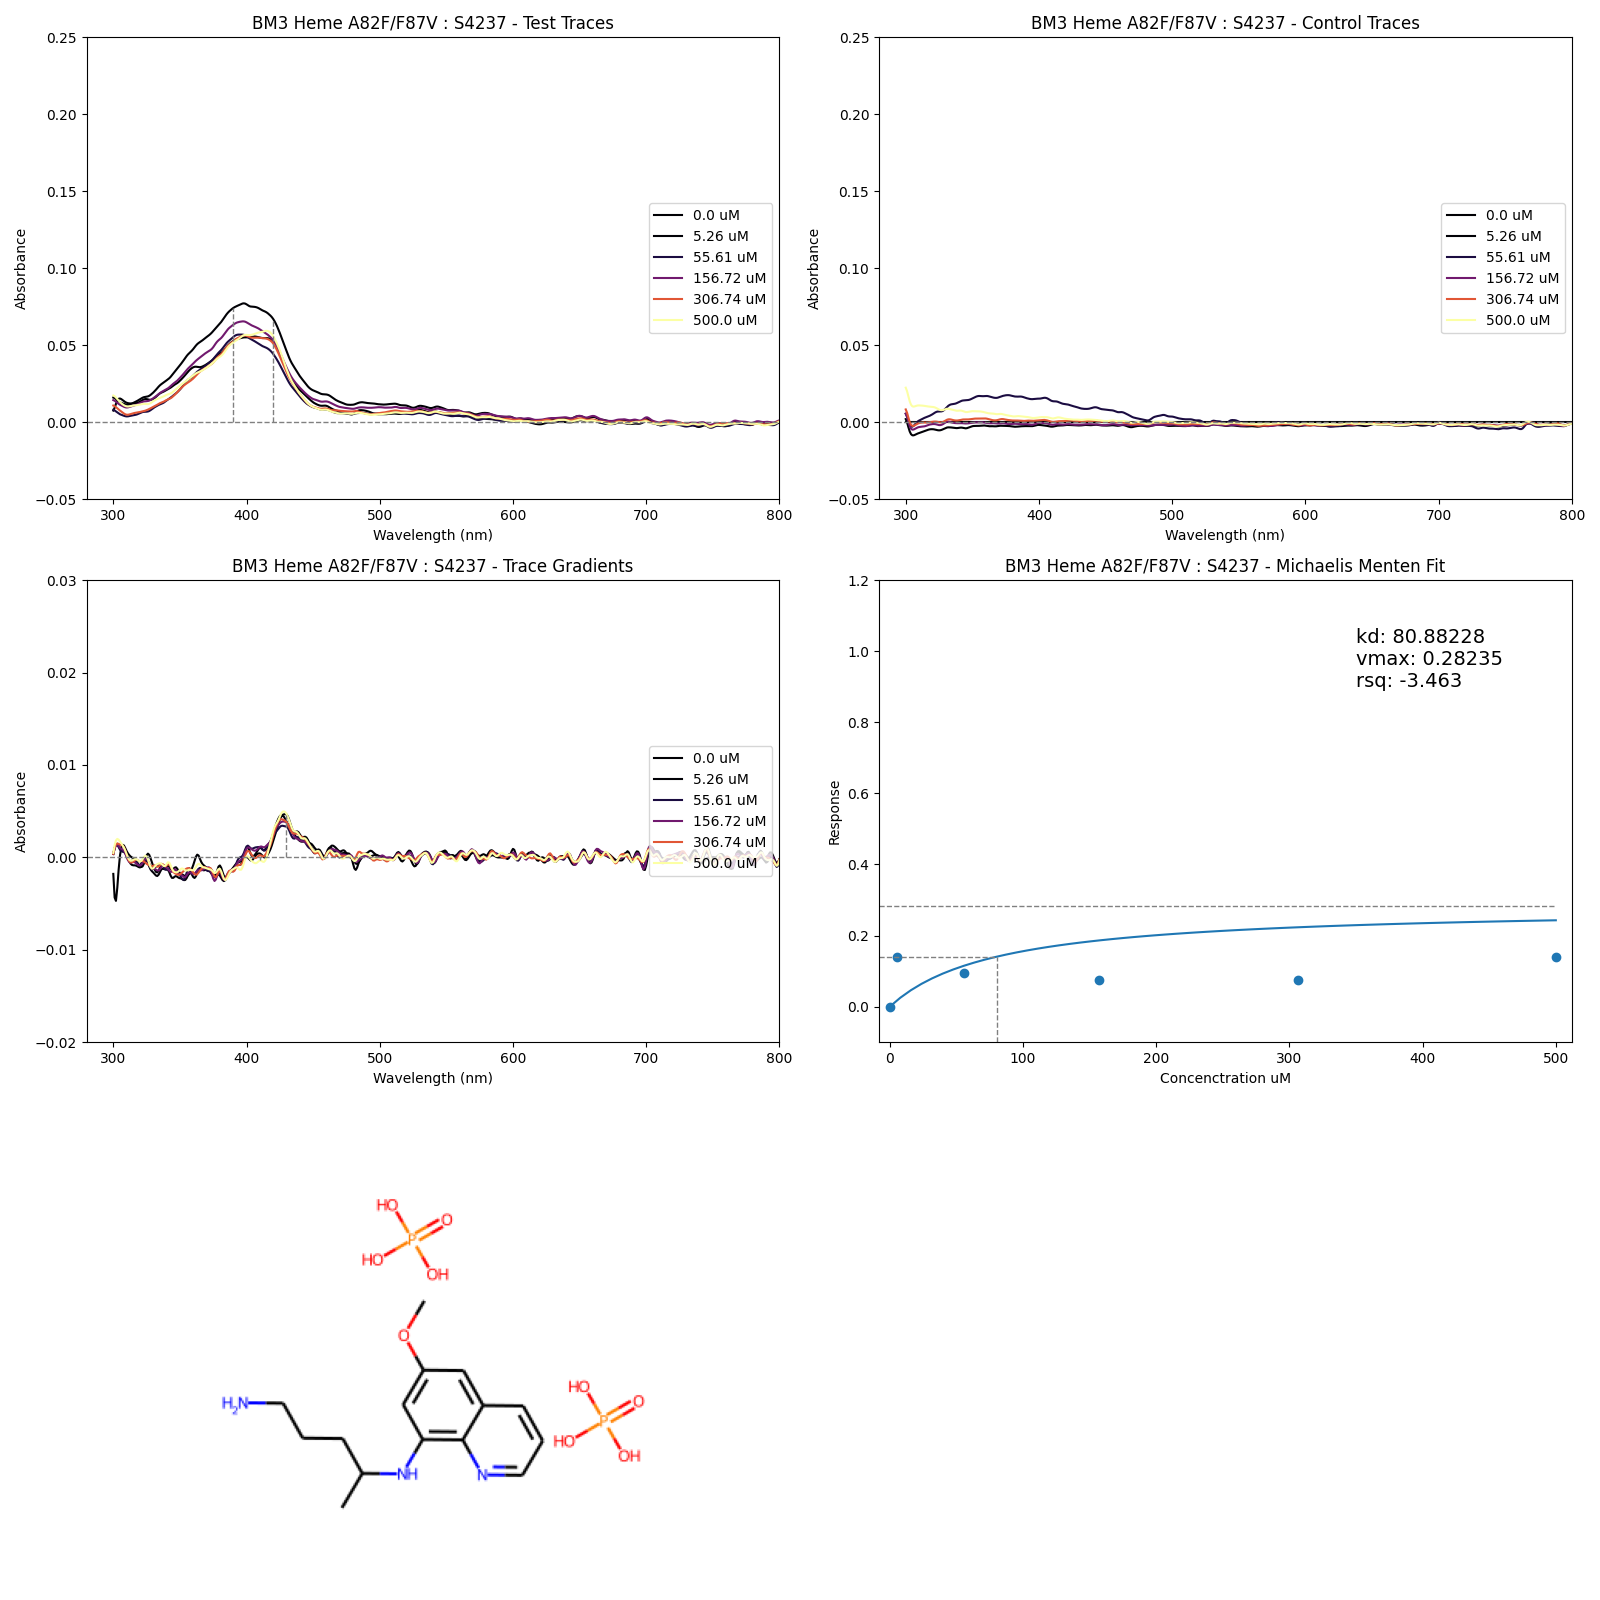 BM3 Heme A82F/F87V : S4237 - Test Traces
0.25
0.20
0.15
0.10
0.05
0.00
−0.05
Absorbance
300 400 500 600 700 800
Wavelength (nm)
0.0 uM
5.26 uM
55.61 uM
156.72 uM
306.74 uM
500.0 uM
BM3 Heme A82F/F87V : S4237 - Control Traces
0.25
0.20
0.15
0.10
0.05
0.00
−0.05
Absorbance
300 400 500 600 700 800
Wavelength (nm)
0.0 uM
5.26 uM
55.61 uM
156.72 uM
306.74 uM
500.0 uM
BM3 Heme A82F/F87V : S4237 - Trace Gradients
0.03
0.02
0.01
0.00
−0.01
−0.02
Absorbance
300 400 500 600 700 800
Wavelength (nm)
0.0 uM
5.26 uM
55.61 uM
156.72 uM
306.74 uM
500.0 uM
BM3 Heme A82F/F87V : S4237 - Michaelis Menten Fit
1.2
1.0
0.8
0.6
0.4
0.2
0.0
Response
0 100 200 300 400 500
Concenctration uM
kd: 80.88228
vmax: 0.28235
rsq: -3.463
HO
O
P
HO
OH
O
H2N
NH
N
HO
O
P
HO
OH